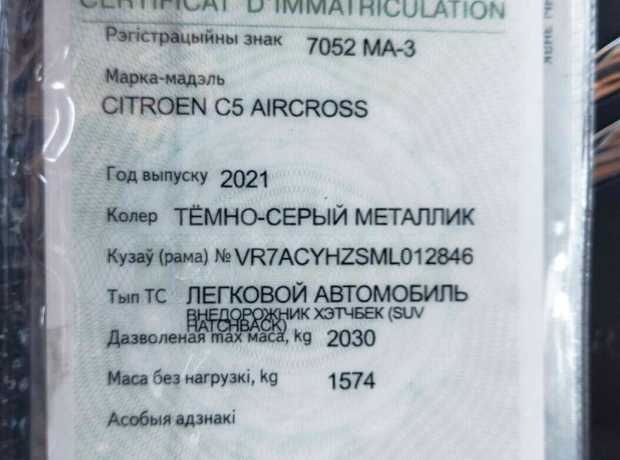 CERTIFICAT D'IMMATRICULATION
Рэгістрацыйны знак 7052 MA-3
Марка-мадэль
CITROEN C5 AIRCROSS
Год выпуску 2021
Колер ТЁМНО-СЕРЫЙ МЕТАЛЛИК
Кузаў (рама) № VR7ACYHZSML012846
Тып ТС ЛЕГКОВОЙ АВТОМОБИЛЬ
ВНЕДОРОЖНИК ХЭТЧБЕК (SUV
HATCHBACK)
Дазволеная max маса, kg 2030
Маса без нагрузкі, kg 1574
Асобыя адзнакі